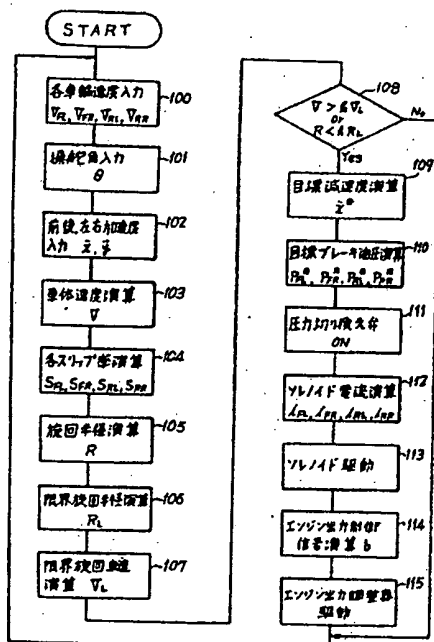 START
各車輪速度入力
V_FL, V_FR, V_RL, V_RR
100
操舵角入力
θ
101
前後左右加速度
入力 ẍ, ÿ
102
車体速度演算
V
103
各スリップ率演算
S_FL, S_FR, S_RL, S_RR
104
旋回半径演算
R
105
限界旋回半径演算
R_L
106
限界旋回車速
演算 V_L
107
V > k V_L
or
R < k R_L
108
No
Yes
目標減速度演算
ẍ*
109
目標ブレーキ液圧演算
P_FL*, P_FR*, P_RL*, P_RR*
110
圧力切り換え弁
ON
111
ソレノイド電流演算
i_FL, i_FR, i_RL, i_RR
112
ソレノイド駆動
113
エンジン出力制御
信号演算 b
114
エンジン出力調整器
駆動
115